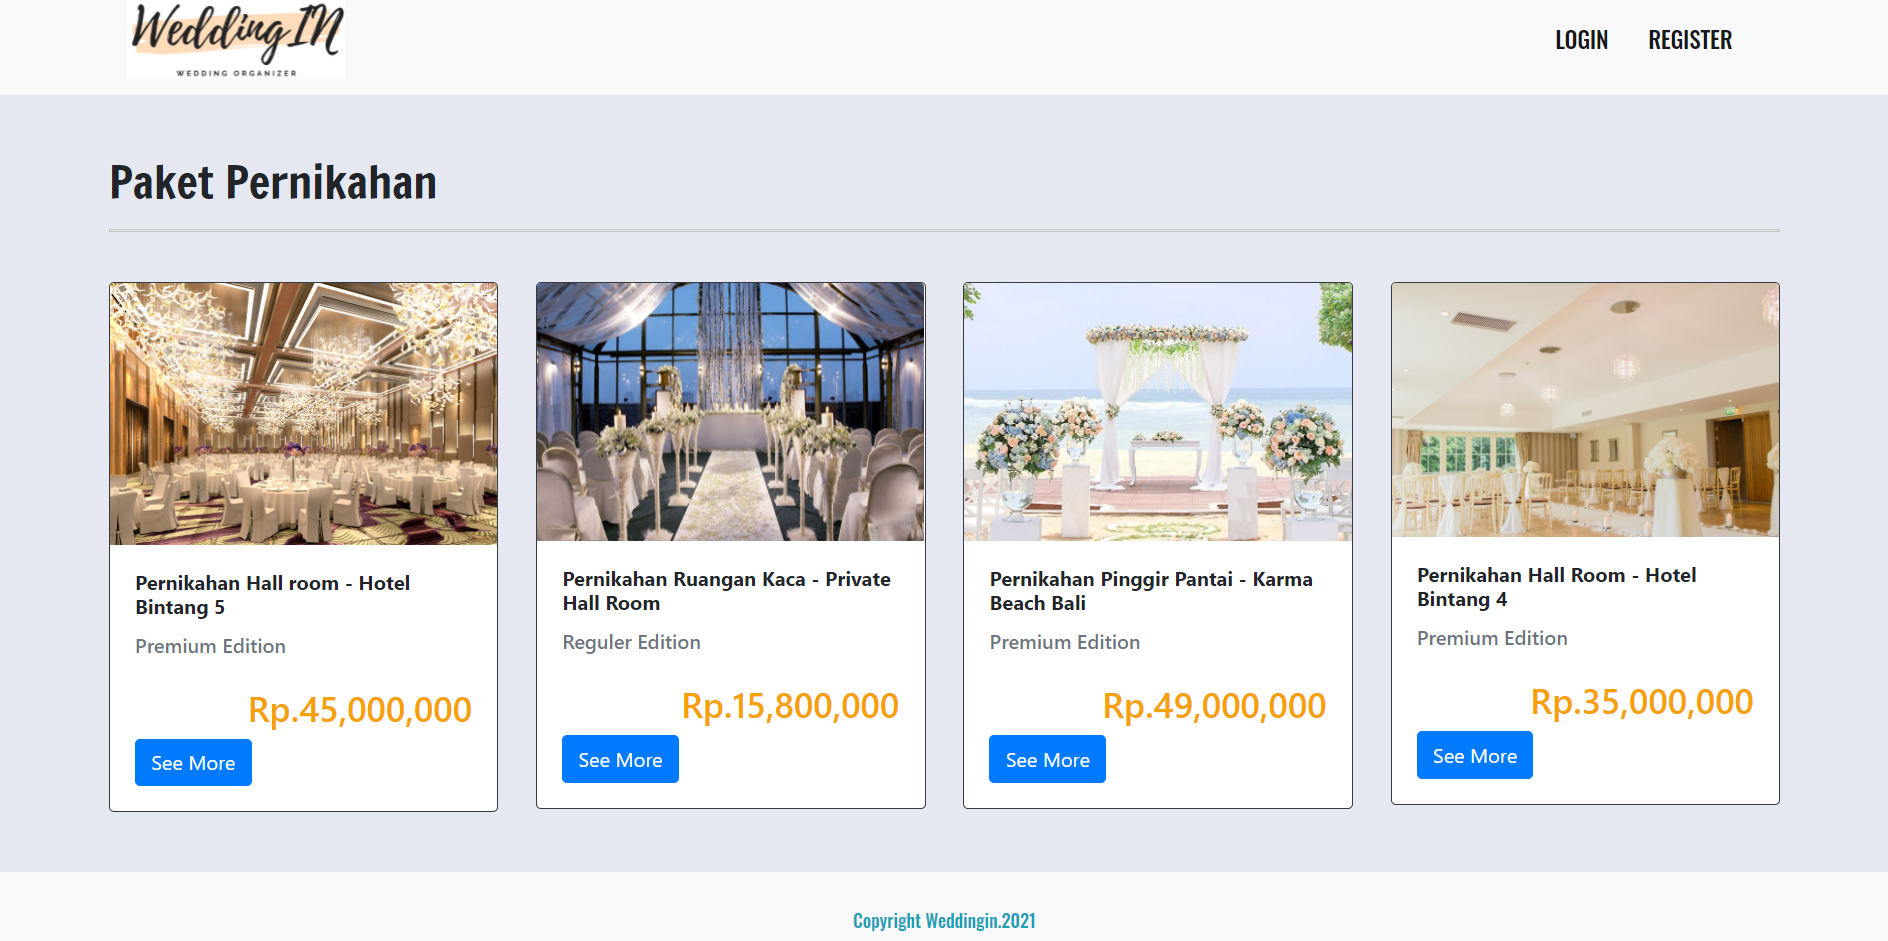 WeddingIN
WEDDING ORGANIZER
LOGIN
REGISTER
Paket Pernikahan
Pernikahan Hall room - Hotel
Bintang 5
Premium Edition
Rp.45,000,000
See More
Pernikahan Ruangan Kaca - Private
Hall Room
Reguler Edition
Rp.15,800,000
See More
Pernikahan Pinggir Pantai - Karma
Beach Bali
Premium Edition
Rp.49,000,000
See More
Pernikahan Hall Room - Hotel
Bintang 4
Premium Edition
Rp.35,000,000
See More
Copyright Weddingin.2021